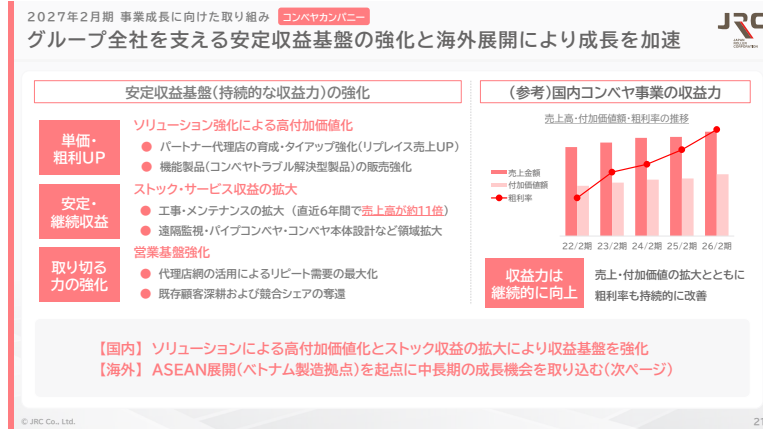 2027年2月期 事業成長に向けた取り組み コンベヤカンパニー
グループ全社を支える安定収益基盤の強化と海外展開により成長を加速
JRC
JAPAN
ROLLER
CORPORATION
安定収益基盤(持続的な収益力)の強化
単価・
粗利UP
ソリューション強化による高付加価値化
● パートナー代理店の育成・タイアップ強化(リプレイス売上UP)
● 機能製品(コンベヤトラブル解決型製品)の販売強化
安定・
継続収益
ストック・サービス収益の拡大
● 工事・メンテナンスの拡大 (直近6年間で売上高が約11倍)
● 遠隔監視・パイプコンベヤ・コンベヤ本体設計など領域拡大
取り切る
力の強化
営業基盤強化
● 代理店網の活用によるリピート需要の最大化
● 既存顧客深耕および競合シェアの奪還
(参考)国内コンベヤ事業の収益力
売上高・付加価値額・粗利率の推移
売上金額
付加価値額
粗利率
22/2期 23/2期 24/2期 25/2期 26/2期
収益力は
継続的に向上
売上・付加価値の拡大とともに
粗利率も持続的に改善
【国内】 ソリューションによる高付加価値化とストック収益の拡大により収益基盤を強化
【海外】 ASEAN展開(ベトナム製造拠点)を起点に中長期の成長機会を取り込む(次ページ)
© JRC Co., Ltd.
21